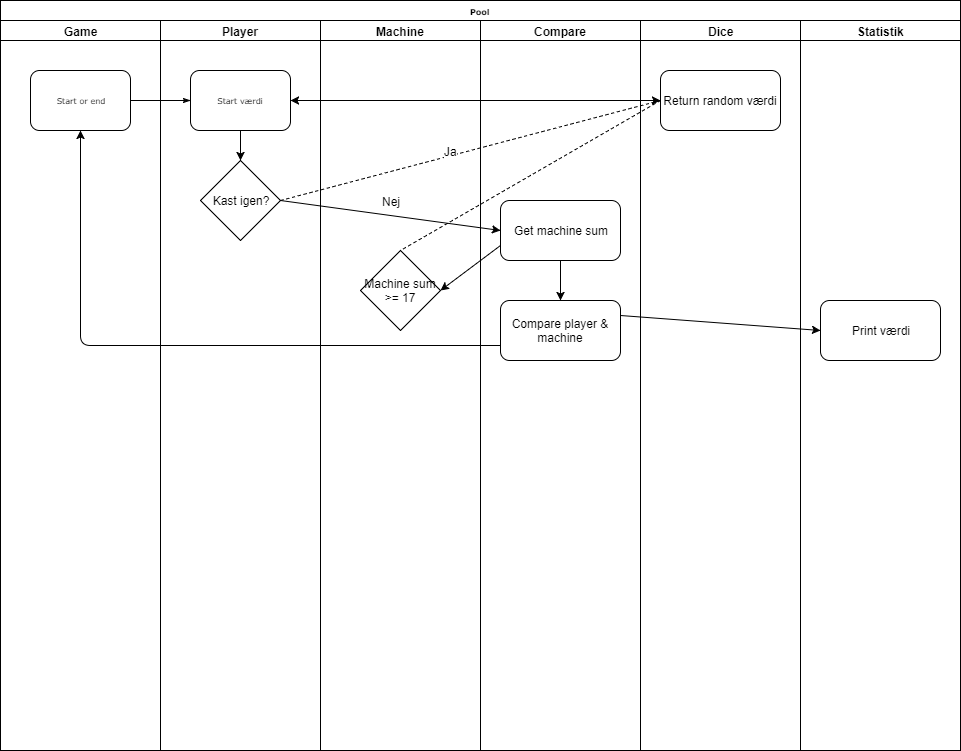 Pool
Game
Player
Machine
Compare
Dice
Statistik
Start or end
Start værdi
Return random værdi
Ja
Kast igen?
Nej
Get machine sum
Machine sum
>= 17
Compare player &
machine
Print værdi